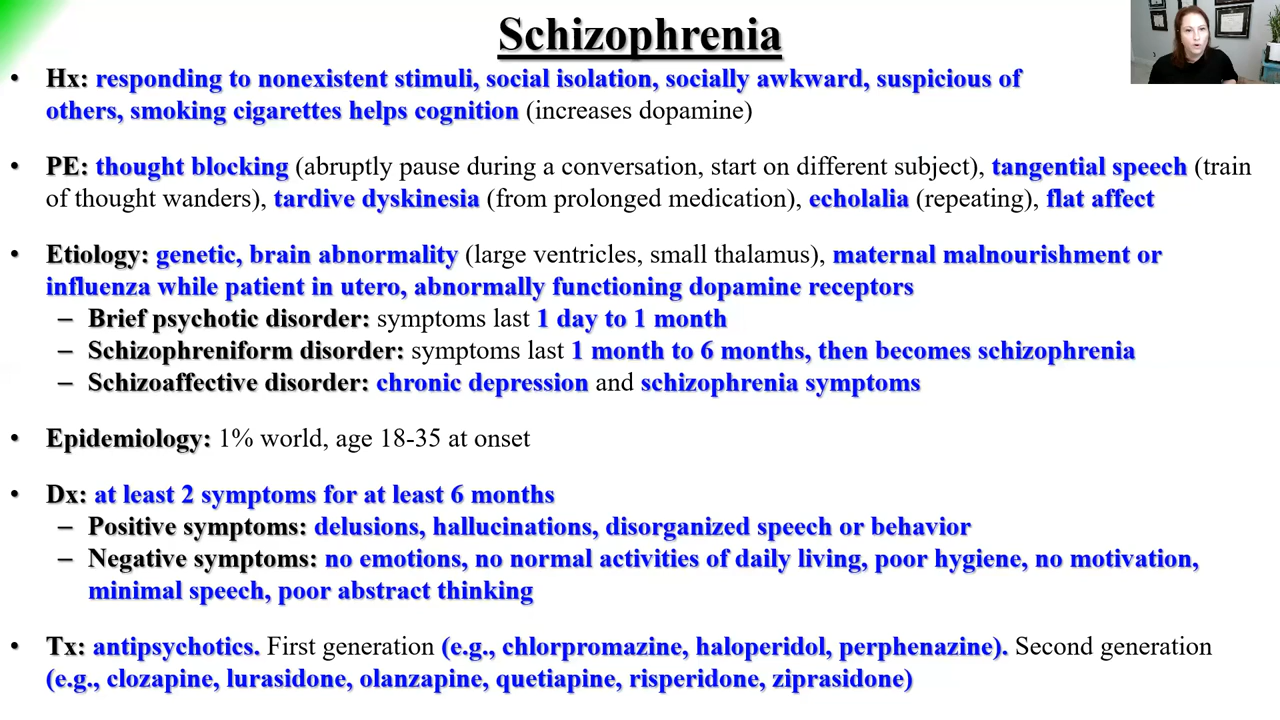 Schizophrenia
• Hx: responding to nonexistent stimuli, social isolation, socially awkward, suspicious of
others, smoking cigarettes helps cognition (increases dopamine)
• PE: thought blocking (abruptly pause during a conversation, start on different subject), tangential speech (train
of thought wanders), tardive dyskinesia (from prolonged medication), echolalia (repeating), flat affect
• Etiology: genetic, brain abnormality (large ventricles, small thalamus), maternal malnourishment or
influenza while patient in utero, abnormally functioning dopamine receptors
– Brief psychotic disorder: symptoms last 1 day to 1 month
– Schizophreniform disorder: symptoms last 1 month to 6 months, then becomes schizophrenia
– Schizoaffective disorder: chronic depression and schizophrenia symptoms
• Epidemiology: 1% world, age 18-35 at onset
• Dx: at least 2 symptoms for at least 6 months
– Positive symptoms: delusions, hallucinations, disorganized speech or behavior
– Negative symptoms: no emotions, no normal activities of daily living, poor hygiene, no motivation,
minimal speech, poor abstract thinking
• Tx: antipsychotics. First generation (e.g., chlorpromazine, haloperidol, perphenazine). Second generation
(e.g., clozapine, lurasidone, olanzapine, quetiapine, risperidone, ziprasidone)